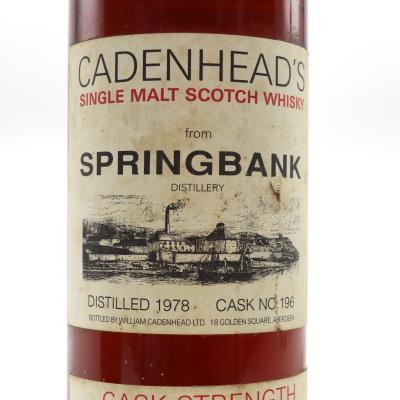 CADENHEAD'S
SINGLE MALT SCOTCH WHISKY
from
SPRINGBANK
DISTILLERY
DISTILLED 1978 CASK NO. 196
BOTTLED BY WILLIAM CADENHEAD LTD. 18 GOLDEN SQUARE, ABERDEEN
CASK STRENGTH